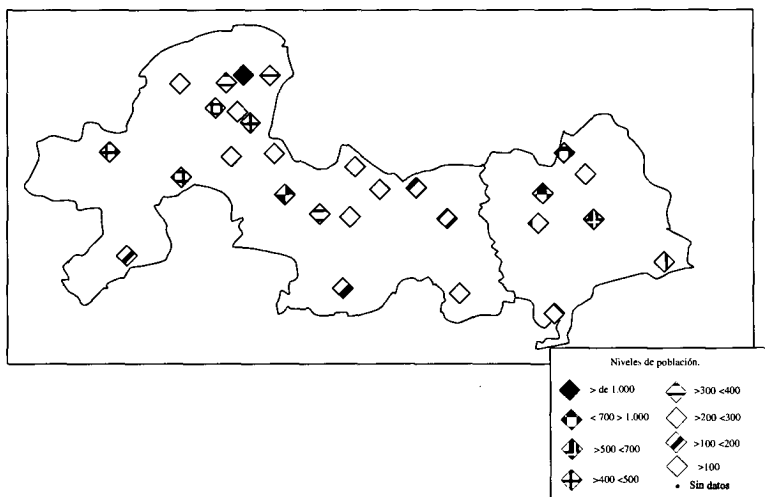 Niveles de población.
> de 1.000
< 700 > 1.000
>500 <700
>400 <500
>300 <400
>200 <300
>100 <200
>100
Sin datos